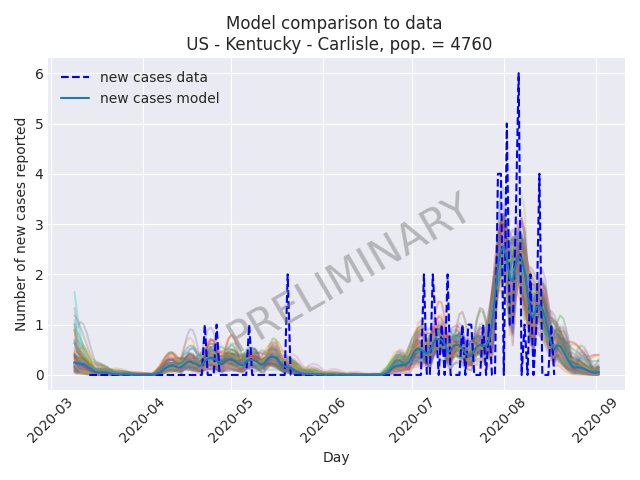 Model comparison to data
US - Kentucky - Carlisle, pop. = 4760
new cases data
new cases model
Number of new cases reported
6
5
4
3
2
1
0
PRELIMINARY
2020-03
2020-04
2020-05
2020-06
2020-07
2020-08
2020-09
Day